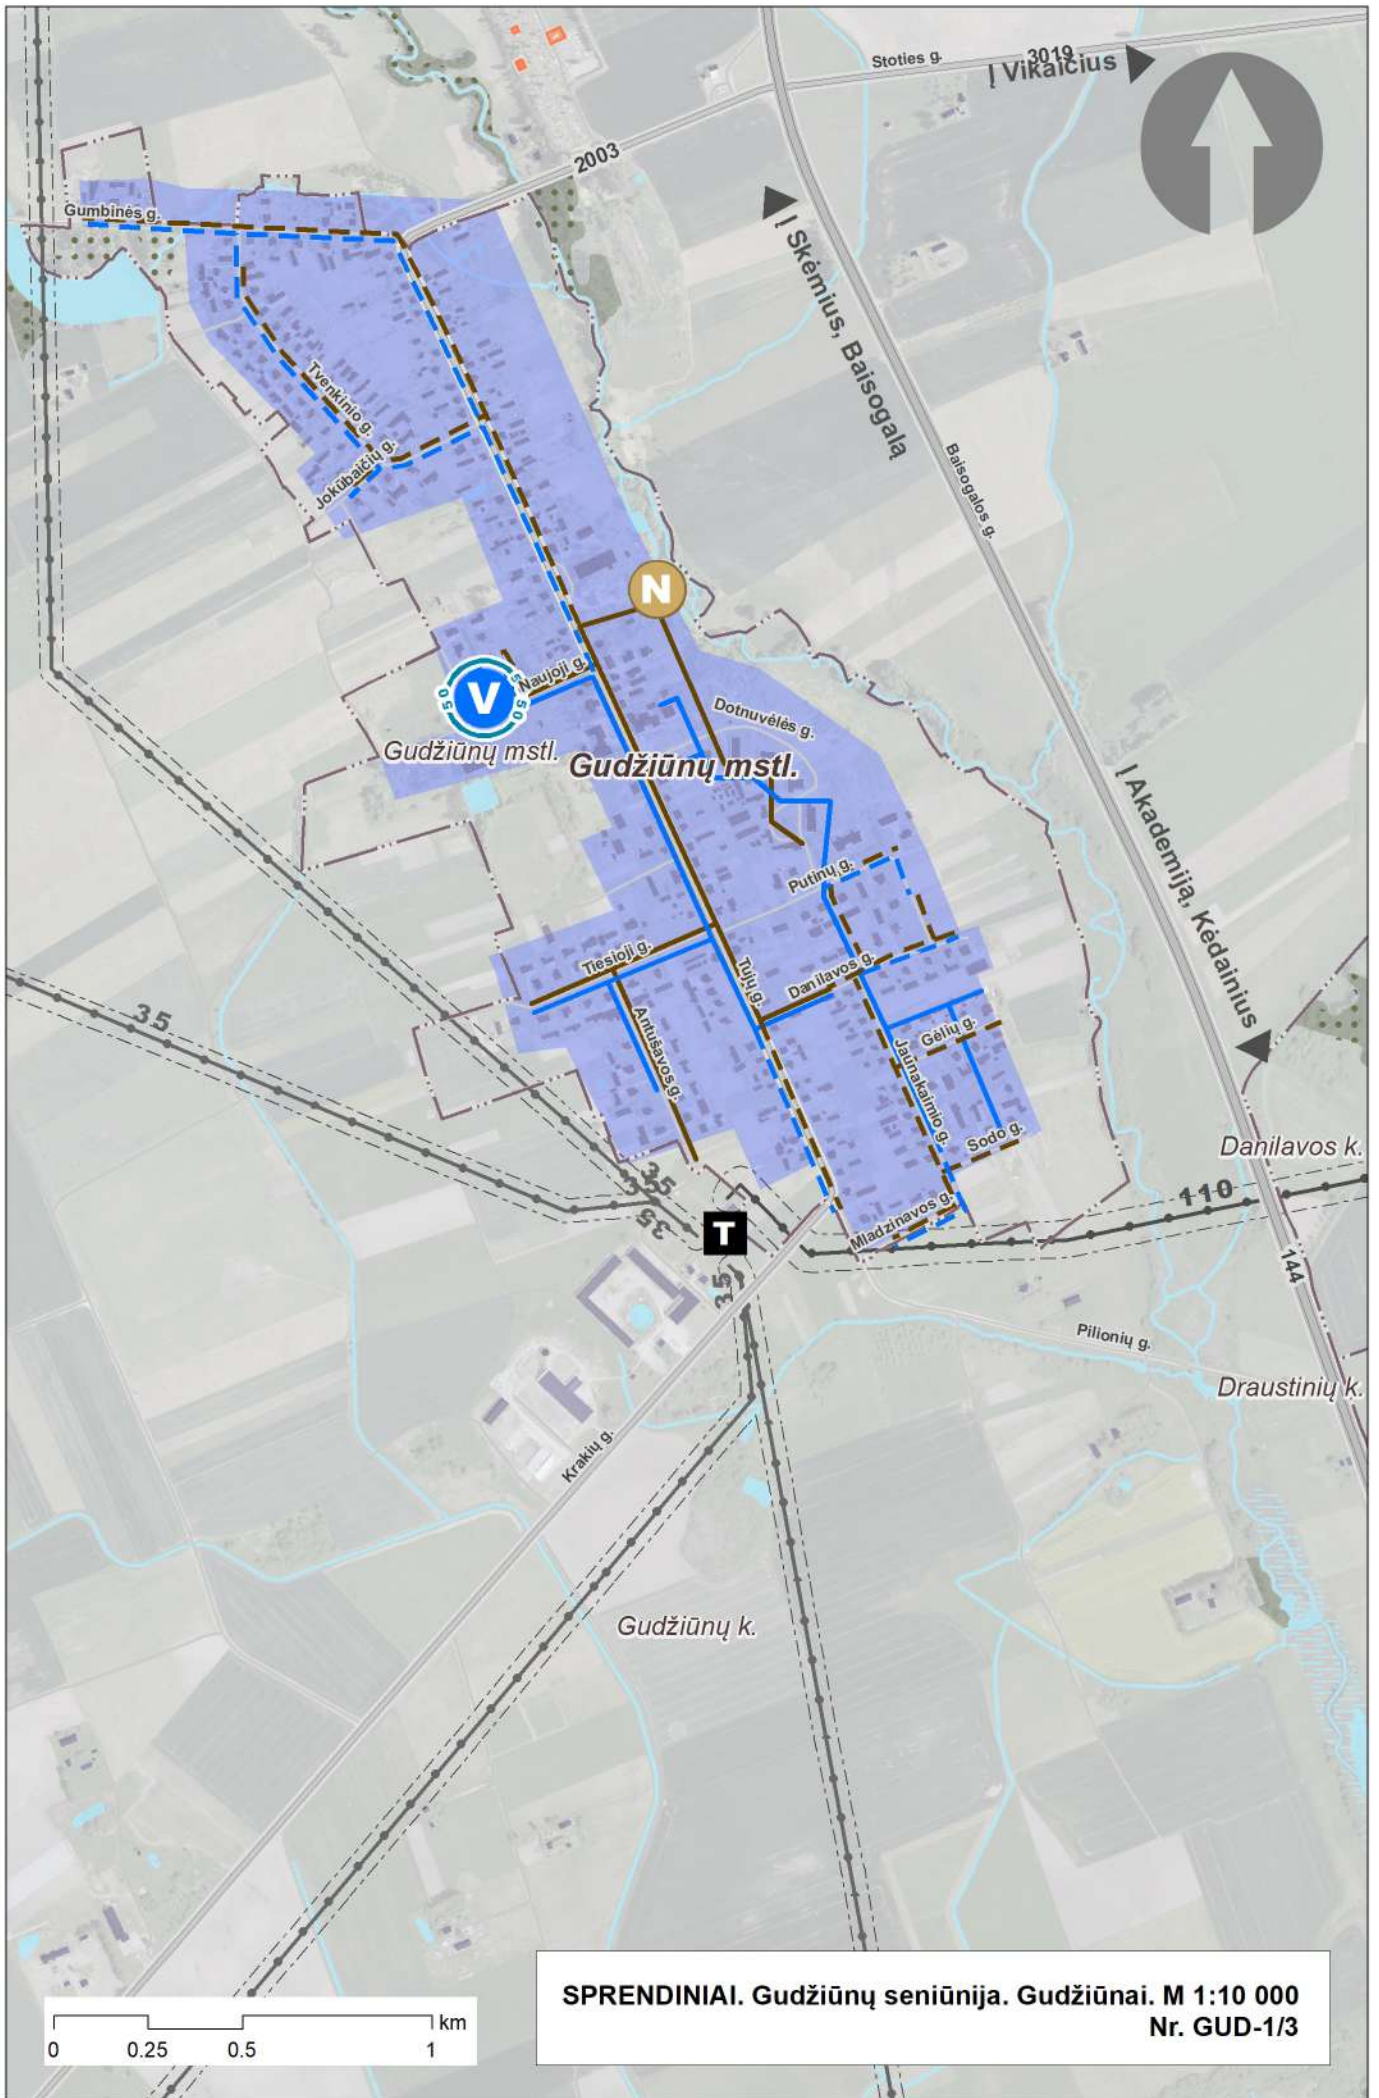 Stoties g.
3019
Į Vikaičius
2003
Gumbinės g.
Į Skėmius, Baisogalą
Tvenkinio g.
Jokūbaičių g.
Baisogalos g.
N
Naujoji g.
V
50
50
50
Dotnuvėlės g.
Gudžiūnų mstl.
Gudžiūnų mstl.
Į Akademiją, Kėdainius
Putinų g.
Tiesioji g.
Tujų g.
Danilavos g.
35
Antušavos g.
Gėlių g.
Jaunakaimio g.
Sodo g.
Danilavos k.
35
35
35
110
T
Mladzinavos g.
144
35
Pilionių g.
Draustinių k.
Krakių g.
Gudžiūnų k.
SPRENDINIAI. Gudžiūnų seniūnija. Gudžiūnai. M 1:10 000
Nr. GUD-1/3
km
0 0.25 0.5 1